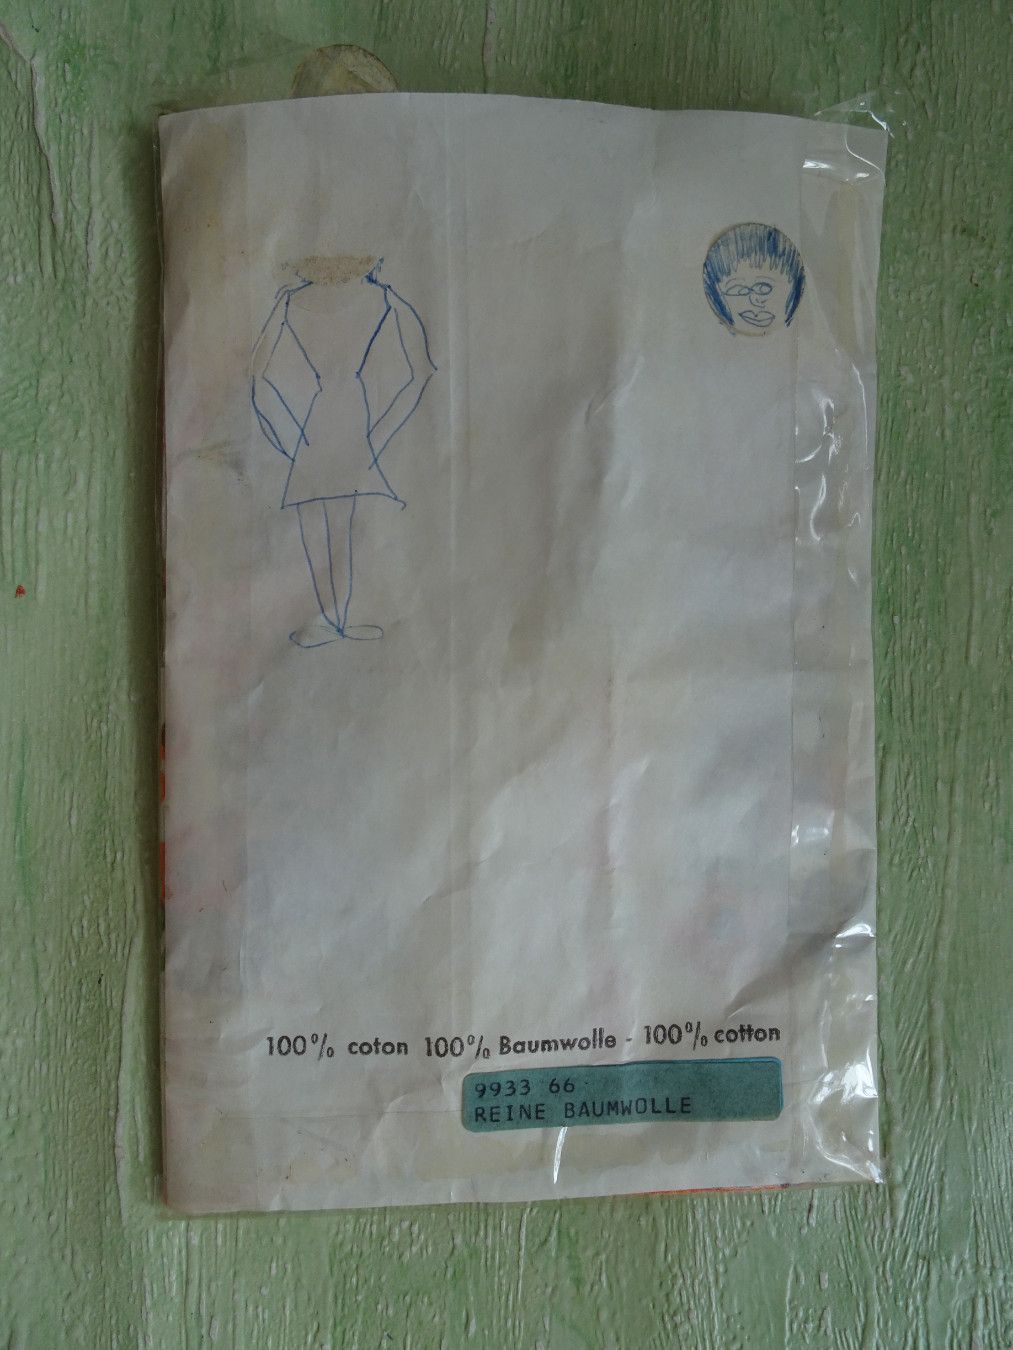 100% coton 100% Baumwolle - 100% cotton
9933 66
REINE BAUMWOLLE